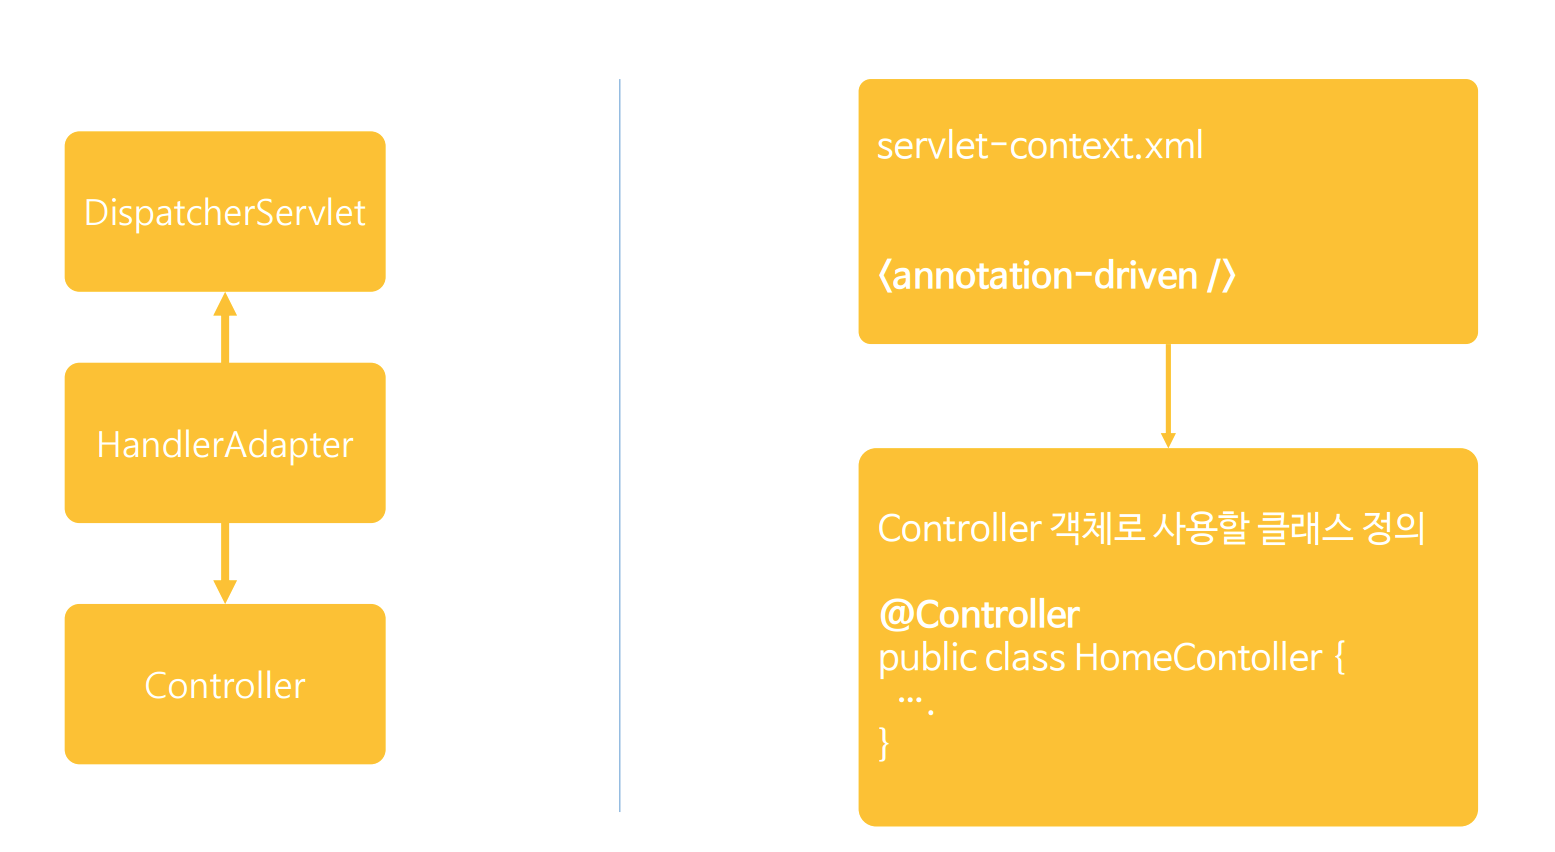 DispatcherServlet
HandlerAdapter
Controller
servlet-context.xml
<annotation-driven />
Controller 객체로 사용할 클래스 정의
@Controller
public class HomeContoller {
….
}